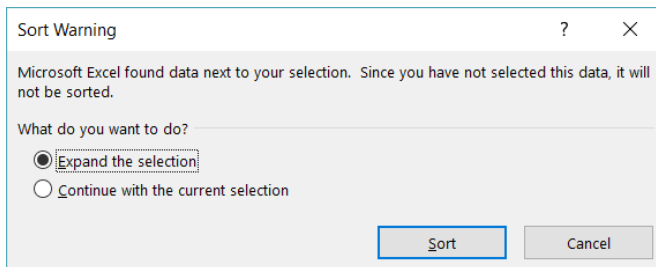 Sort Warning ?
Microsoft Excel found data next to your selection.  Since you have not selected this data, it will
not be sorted.
What do you want to do?
Expand the selection
Continue with the current selection
Sort Cancel